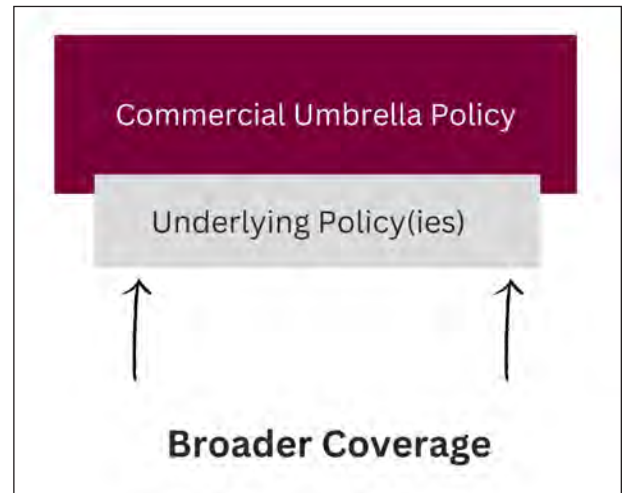 Commercial Umbrella Policy
Underlying Policy(ies)
Broader Coverage